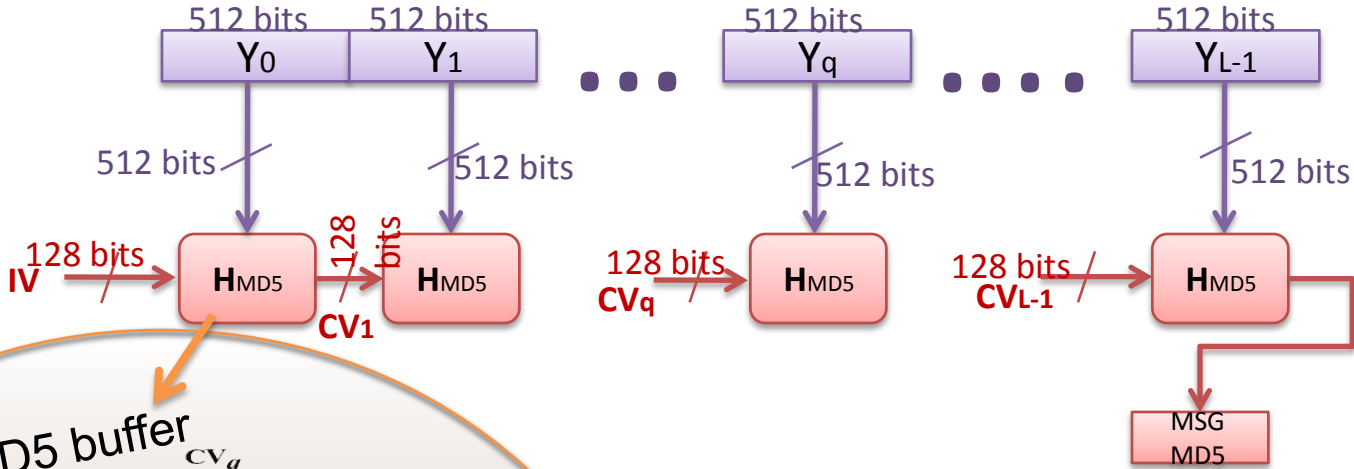 512 bits 512 bits 512 bits 512 bits
Y0 Y1 Yq YL-1
512 bits 512 bits 512 bits 512 bits
128 bits
IV
HMD5
128
bits
CV1
HMD5
128 bits
CVq
HMD5
128 bits
CVL-1
HMD5
MSG
MD5
D5 buffer
CVq